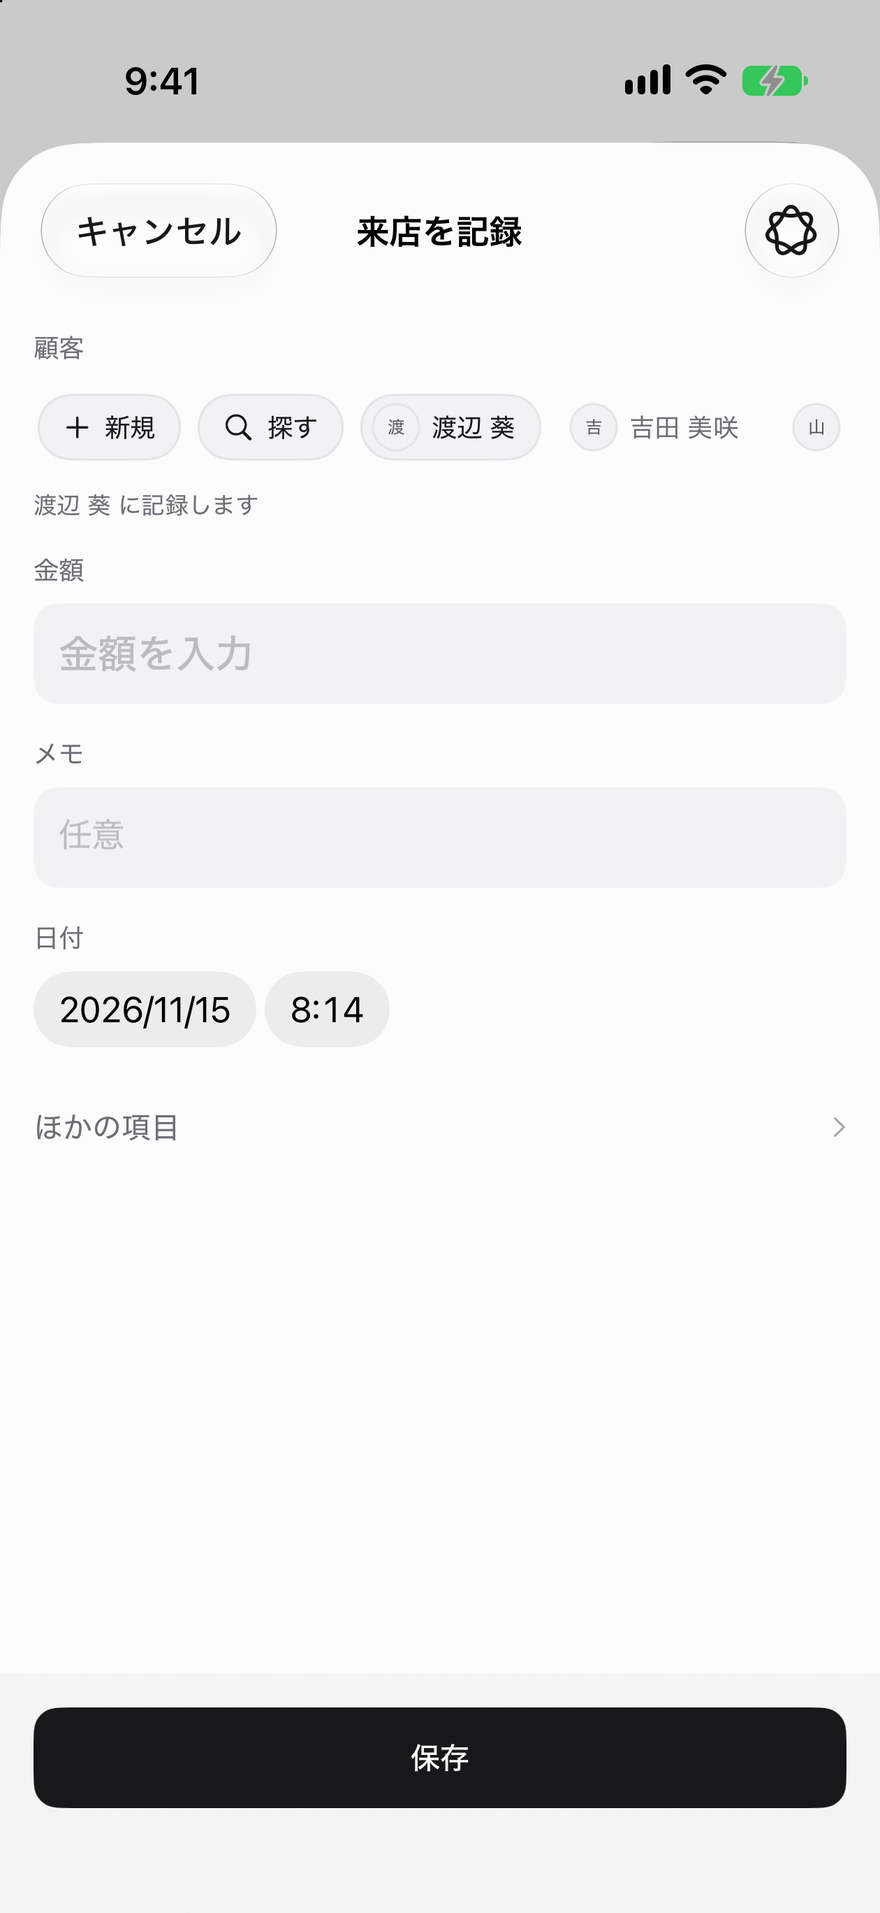 9:41
キャンセル 来店を記録
顧客
新規 探す 渡 渡辺 葵 吉 吉田 美咲 山
渡辺 葵 に記録します
金額
金額を入力
メモ
任意
日付
2026/11/15 8:14
ほかの項目
保存